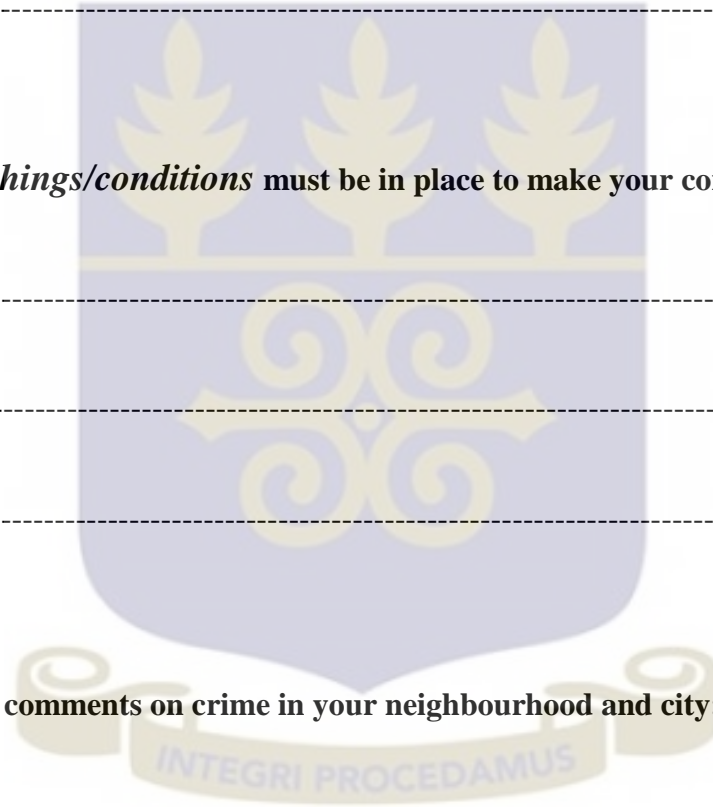 hings/conditions must be in place to make your co
comments on crime in your neighbourhood and city
INTEGRI PROCEDAMUS